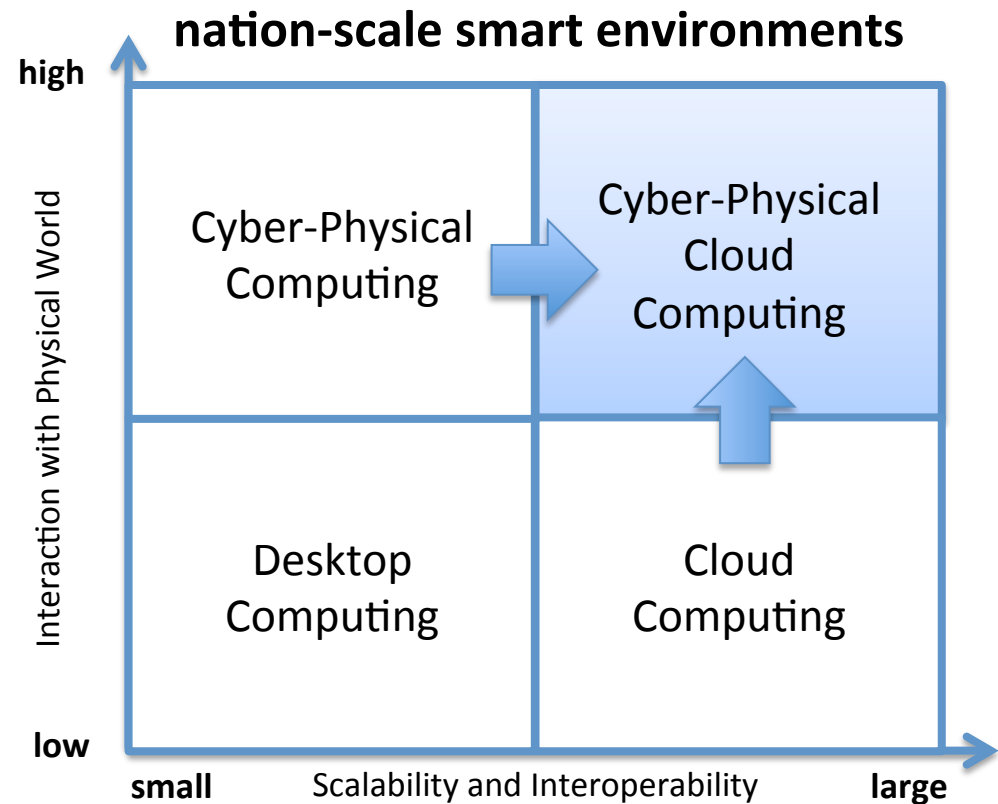 nation-scale smart environments
high
Interaction with Physical World
Cyber-Physical
Computing
Cyber-Physical
Cloud
Computing
Desktop
Computing
Cloud
Computing
low
small
Scalability and Interoperability
large